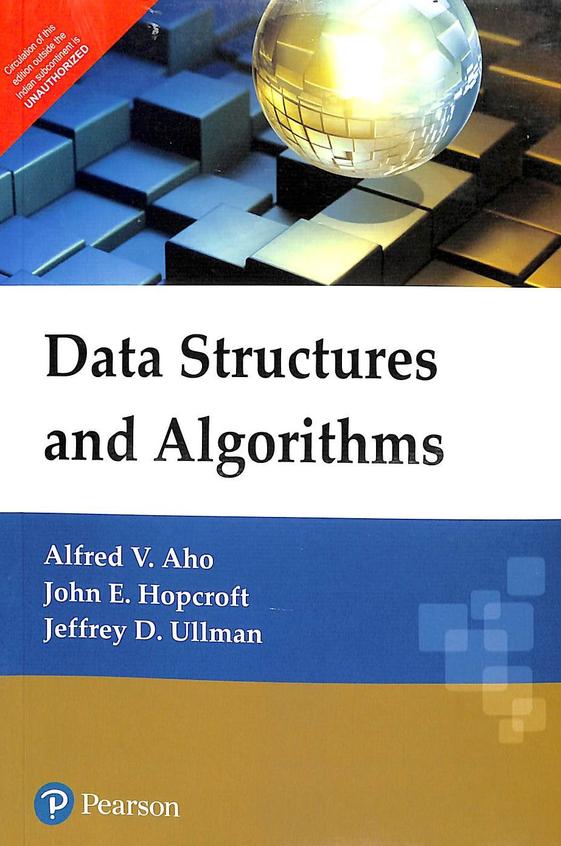 Circulation of this
edition outside the
Indian subcontinent is
UNAUTHORIZED
Data Structures
and Algorithms
Alfred V. Aho
John E. Hopcroft
Jeffrey D. Ullman
P Pearson